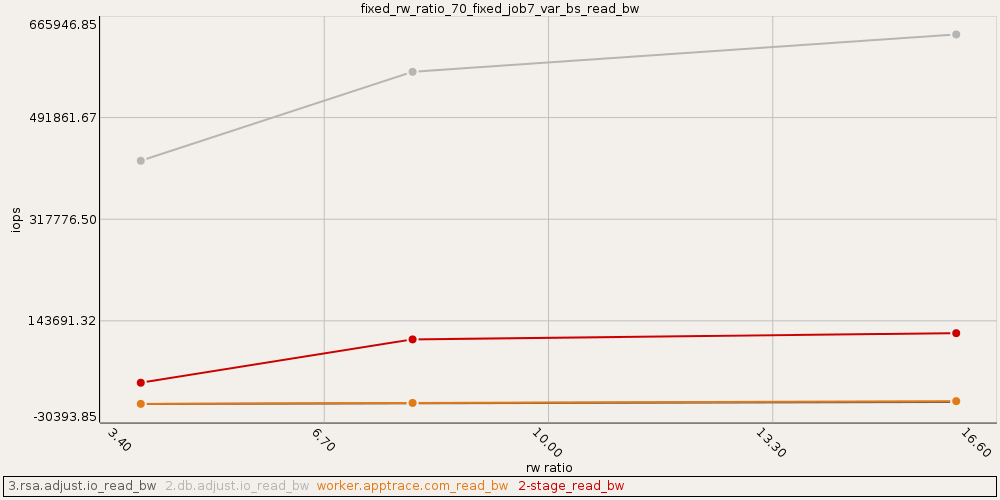 fixed_rw_ratio_70_fixed_job7_var_bs_read_bw
665946.85
491861.67
317776.50
143691.32
-30393.85
iops
3.40
6.70
10.00
13.30
16.60
rw ratio
3.rsa.adjust.io_read_bw 2.db.adjust.io_read_bw worker.apptrace.com_read_bw 2-stage_read_bw